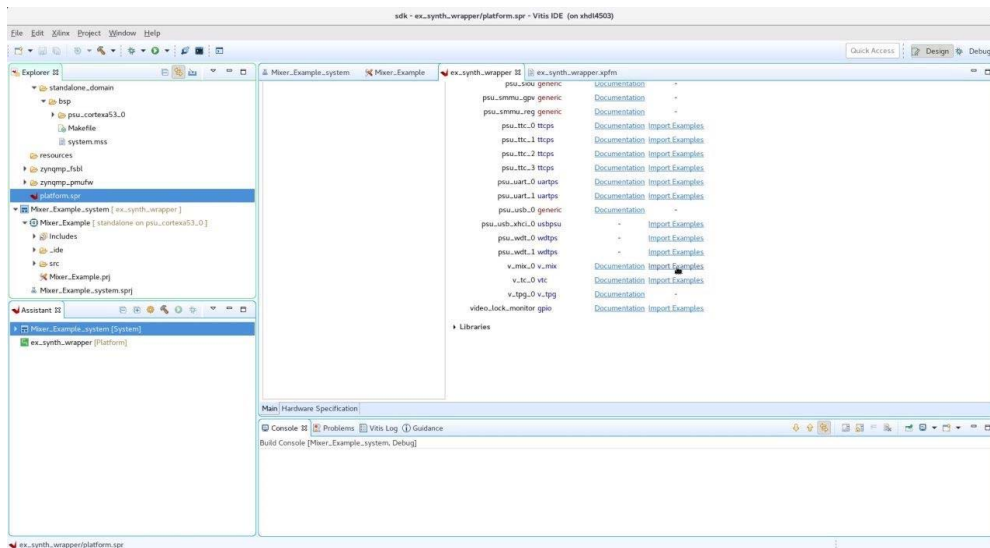 sdk - ex_synth_wrapper/platform.spr - Vitis IDE (on xhdl4503)
File Edit Xilinx Project Window Help
Quick Access Design Debug
Explorer
standalone_domain
bsp
psu_cortexa53_0
Makefile
system.mss
resources
zynqmp_fsbl
zynqmp_pmufw
platform.spr
Mixer_Example_system [ ex_synth_wrapper ]
Mixer_Example [ standalone on psu_cortexa53_0 ]
Includes
_ide
src
Mixer_Example.prj
Mixer_Example_system.sprj
Assistant
Mixer_Example_system [System]
ex_synth_wrapper [Platform]
Mixer_Example_system Mixer_Example ex_synth_wrapper ex_synth_wrapper.xpfm
psu_siou generic Documentation -
psu_smmu_gpv generic Documentation -
psu_smmu_reg generic Documentation -
psu_ttc_0 ttcps Documentation Import Examples
psu_ttc_1 ttcps Documentation Import Examples
psu_ttc_2 ttcps Documentation Import Examples
psu_ttc_3 ttcps Documentation Import Examples
psu_uart_0 uartps Documentation Import Examples
psu_uart_1 uartps Documentation Import Examples
psu_usb_0 generic Documentation -
psu_usb_xhci_0 usbpsu - Import Examples
psu_wdt_0 wdtps - Import Examples
psu_wdt_1 wdtps - Import Examples
v_mix_0 v_mix Documentation Import Examples
v_tc_0 vtc Documentation Import Examples
v_tpg_0 v_tpg Documentation -
video_lock_monitor gpio Documentation Import Examples
Libraries
Main Hardware Specification
Console Problems Vitis Log Guidance
Build Console [Mixer_Example_system, Debug]
ex_synth_wrapper/platform.spr